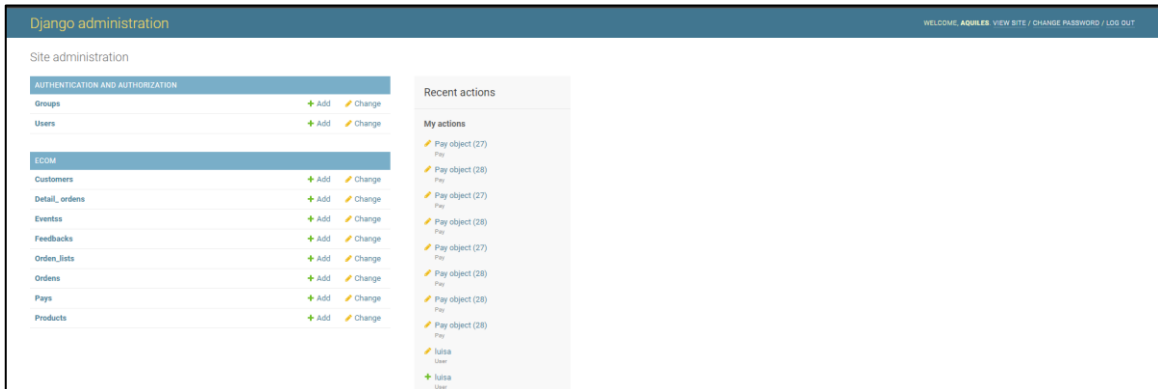 Django administration
WELCOME, AQUILES. VIEW SITE / CHANGE PASSWORD / LOG OUT
Site administration
AUTHENTICATION AND AUTHORIZATION
Groups + Add Change
Users + Add Change
ECOM
Customers + Add Change
Detail_ ordens + Add Change
Eventss + Add Change
Feedbacks + Add Change
Orden_lists + Add Change
Ordens + Add Change
Pays + Add Change
Products + Add Change
Recent actions
My actions
Pay object (27)
Pay
Pay object (28)
Pay
Pay object (27)
Pay
Pay object (28)
Pay
Pay object (27)
Pay
Pay object (28)
Pay
Pay object (28)
Pay
Pay object (28)
Pay
luisa
User
+ luisa
User